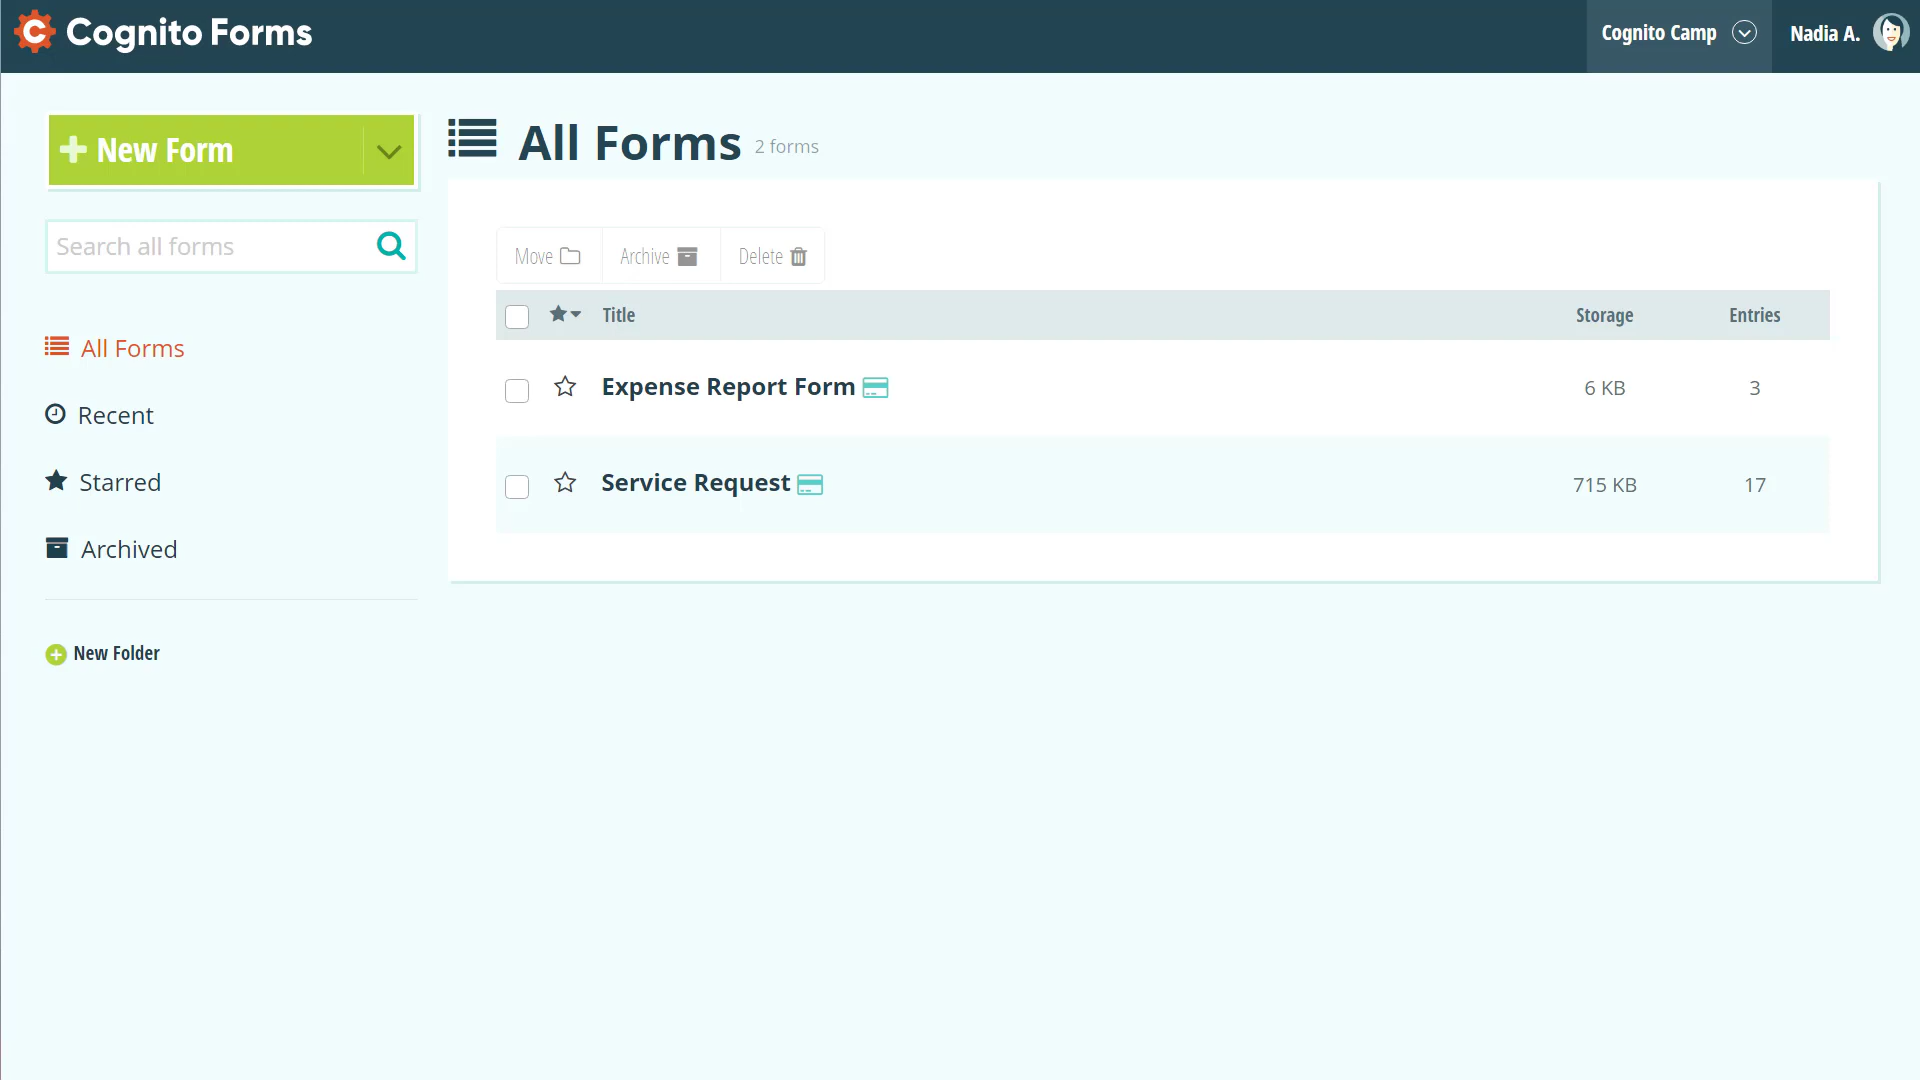 Cognito Forms
Cognito Camp
Nadia A.
New Form
Search all forms
All Forms
Recent
Starred
Archived
New Folder
All Forms 2 forms
Move Archive Delete
Title Storage Entries
Expense Report Form 6 KB 3
Service Request 715 KB 17